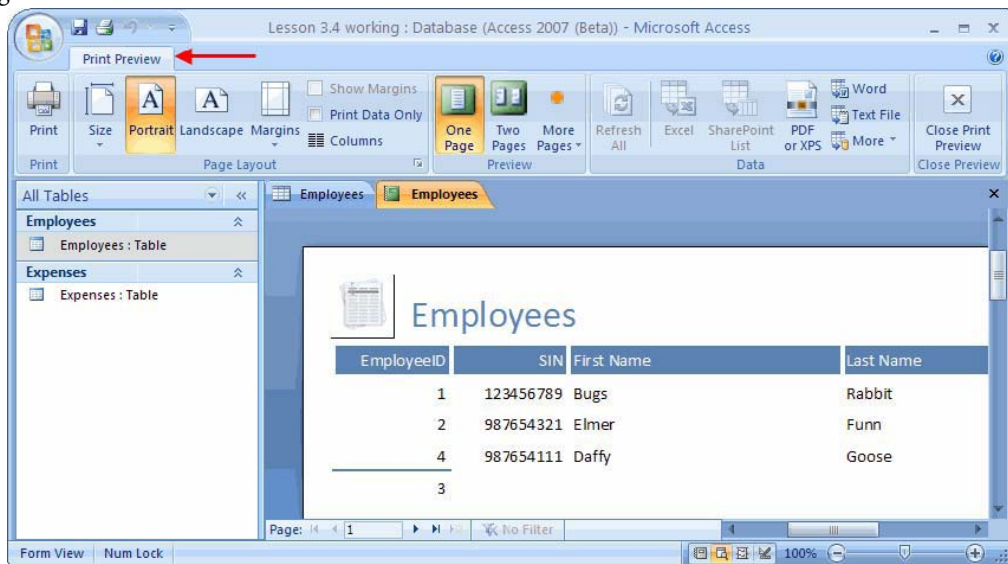 g
Lesson 3.4 working : Database (Access 2007 (Beta)) - Microsoft Access
Print Preview
Print
Size
Portrait
Landscape
Margins
Show Margins
Print Data Only
Columns
One Page
Two Pages
More Pages
Refresh All
Excel
SharePoint List
PDF or XPS
Word
Text File
More
Close Print Preview
Print
Page Layout
Preview
Data
Close Preview
All Tables
Employees
Employees : Table
Expenses
Expenses : Table
Employees
Employees
Employees
EmployeeID SIN First Name Last Name
1 123456789 Bugs Rabbit
2 987654321 Elmer Funn
4 987654111 Daffy Goose
3
Page: 1 No Filter
Form View Num Lock 100%